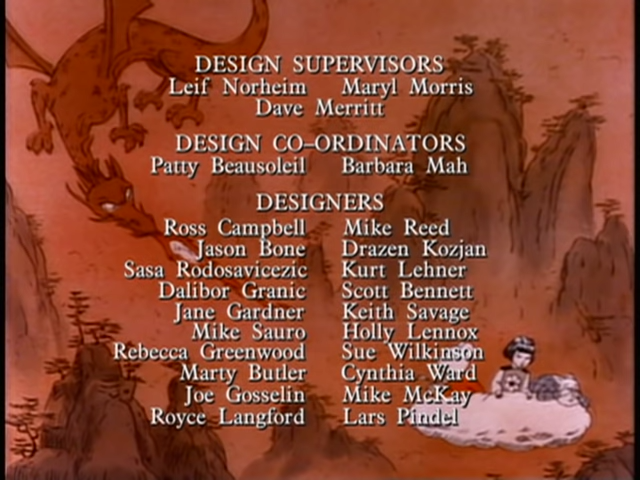 DESIGN SUPERVISORS
Leif Norheim Maryl Morris
Dave Merritt
DESIGN CO-ORDINATORS
Patty Beausoleil Barbara Mah
DESIGNERS
Ross Campbell Mike Reed
Jason Bone Drazen Kozjan
Sasa Rodosavicezic Kurt Lehner
Dalibor Granic Scott Bennett
Jane Gardner Keith Savage
Mike Sauro Holly Lennox
Rebecca Greenwood Sue Wilkinson
Marty Butler Cynthia Ward
Joe Gosselin Mike McKay
Royce Langford Lars Pindel